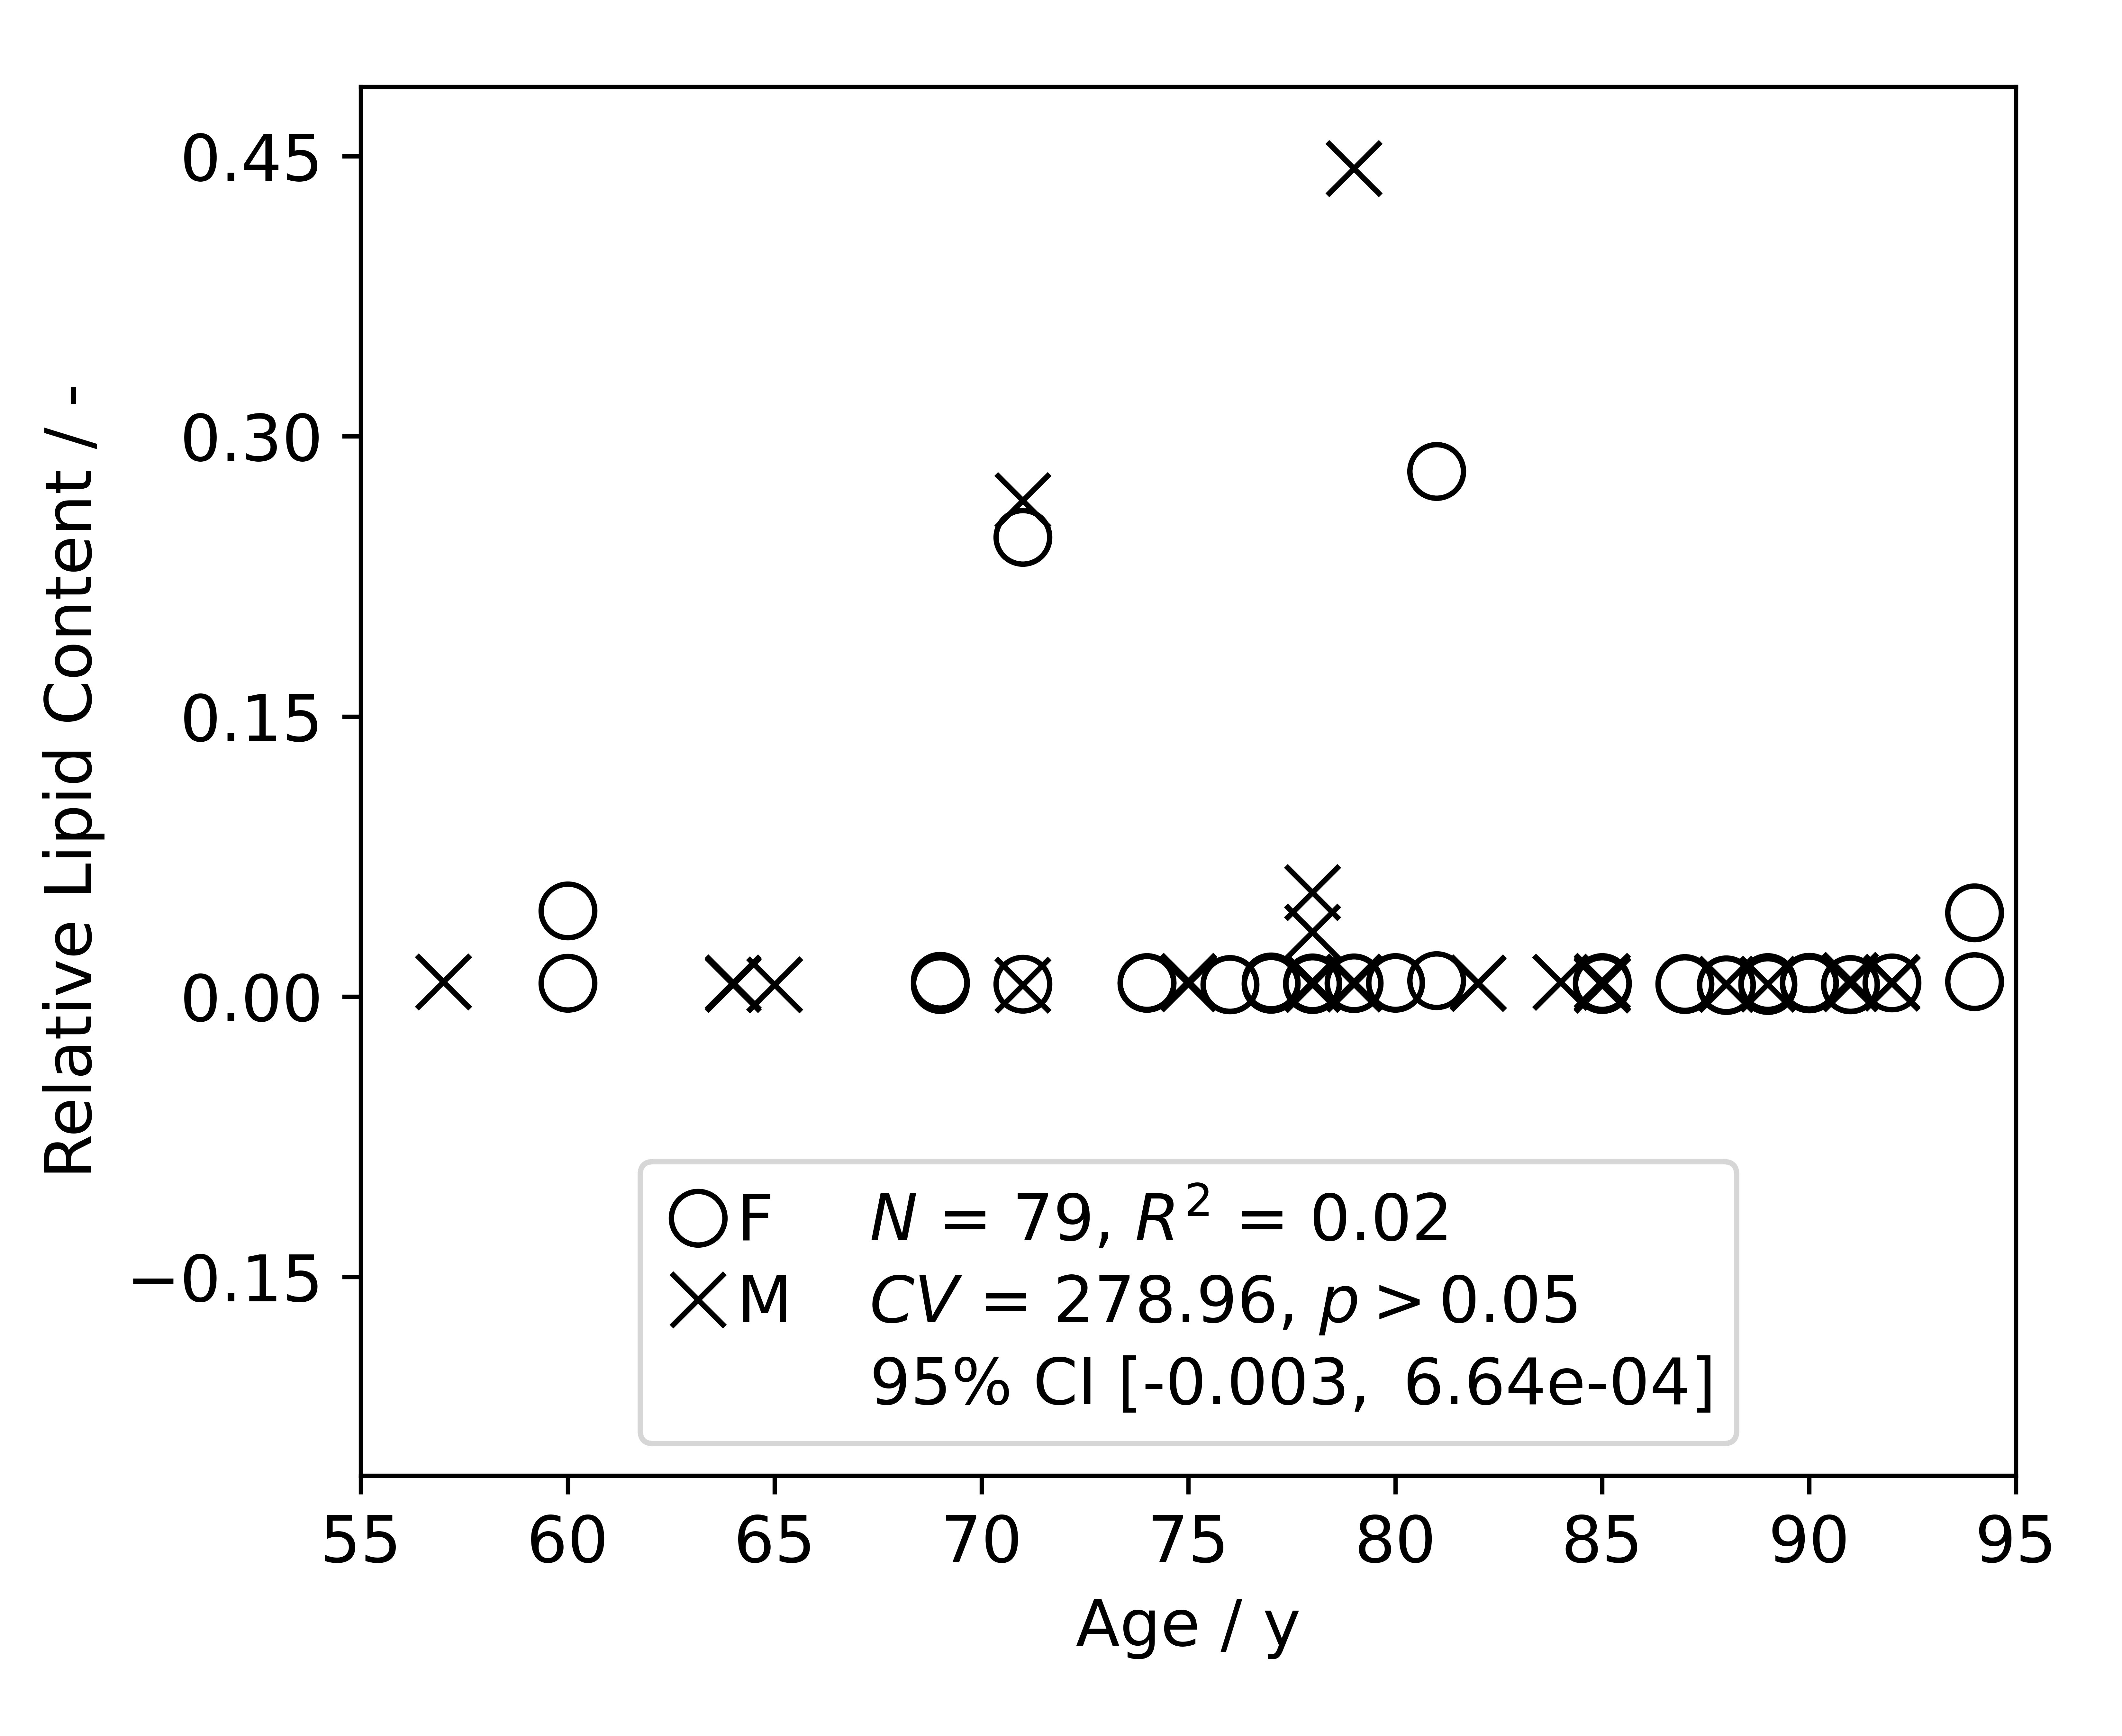 0.45
0.30
0.15
0.00
−0.15
Relative Lipid Content / -
F N = 79, R² = 0.02
M CV = 278.96, p > 0.05
95% CI [-0.003, 6.64e-04]
55 60 65 70 75 80 85 90 95
Age / y